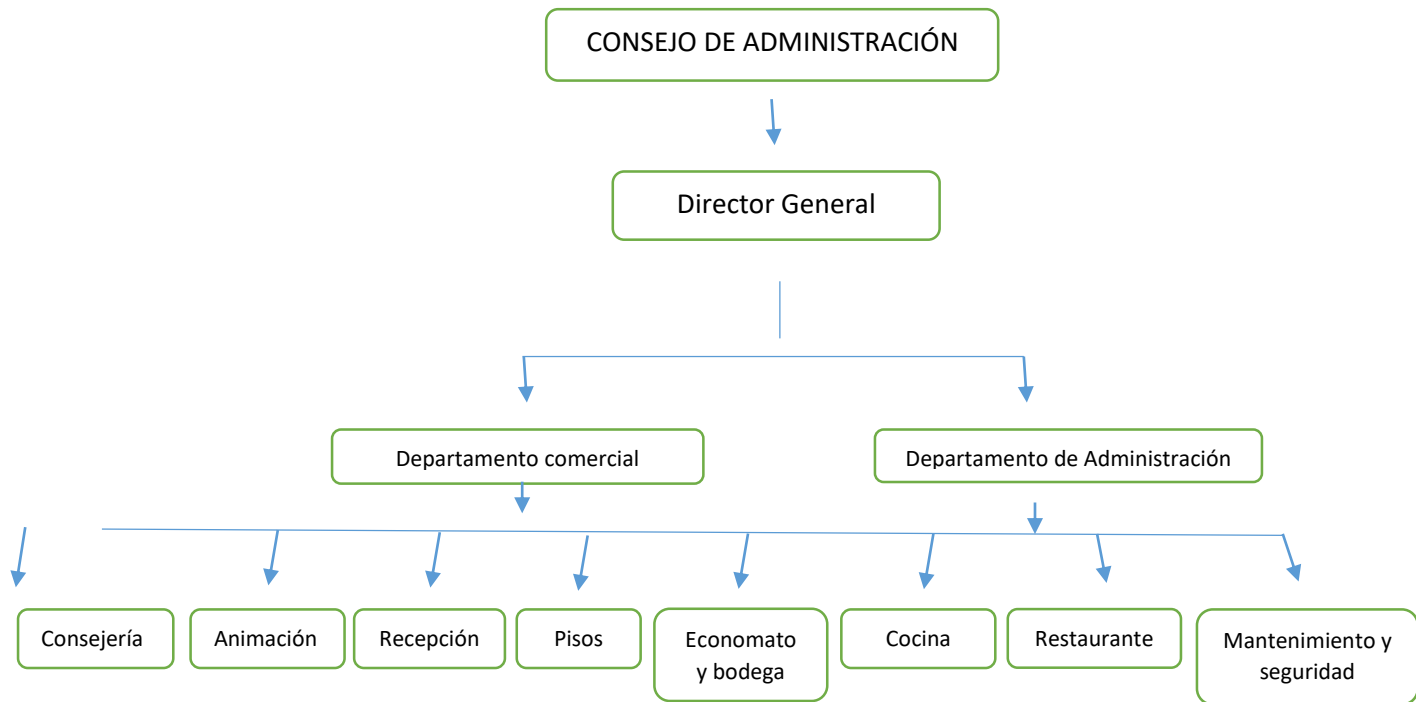 CONSEJO DE ADMINISTRACIÓN
Director General
Departamento comercial
Departamento de Administración
Consejería
Animación
Recepción
Pisos
Economato
y bodega
Cocina
Restaurante
Mantenimiento y
seguridad